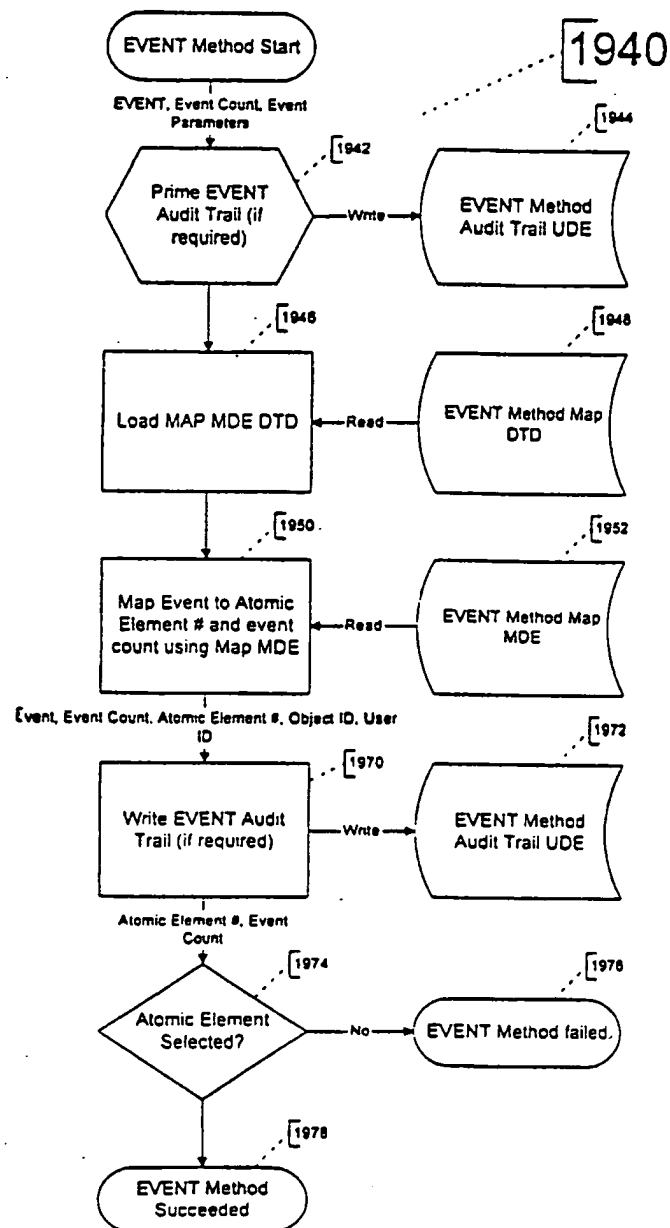 EVENT Method Start
1940
EVENT, Event Count, Event
Parameters
1942
1944
Prime EVENT
Audit Trail (if
required)
Write
EVENT Method
Audit Trail UDE
1946
1948
Load MAP MDE DTD
Read
EVENT Method Map
DTD
1950
1952
Map Event to Atomic
Element # and event
count using Map MDE
Read
EVENT Method Map
MDE
Event, Event Count, Atomic Element #, Object ID, User
ID
1970
1972
Write EVENT Audit
Trail (if required)
Write
EVENT Method
Audit Trail UDE
Atomic Element #, Event
Count
1974
1976
Atomic Element
Selected?
No
EVENT Method failed.
1978
EVENT Method
Succeeded